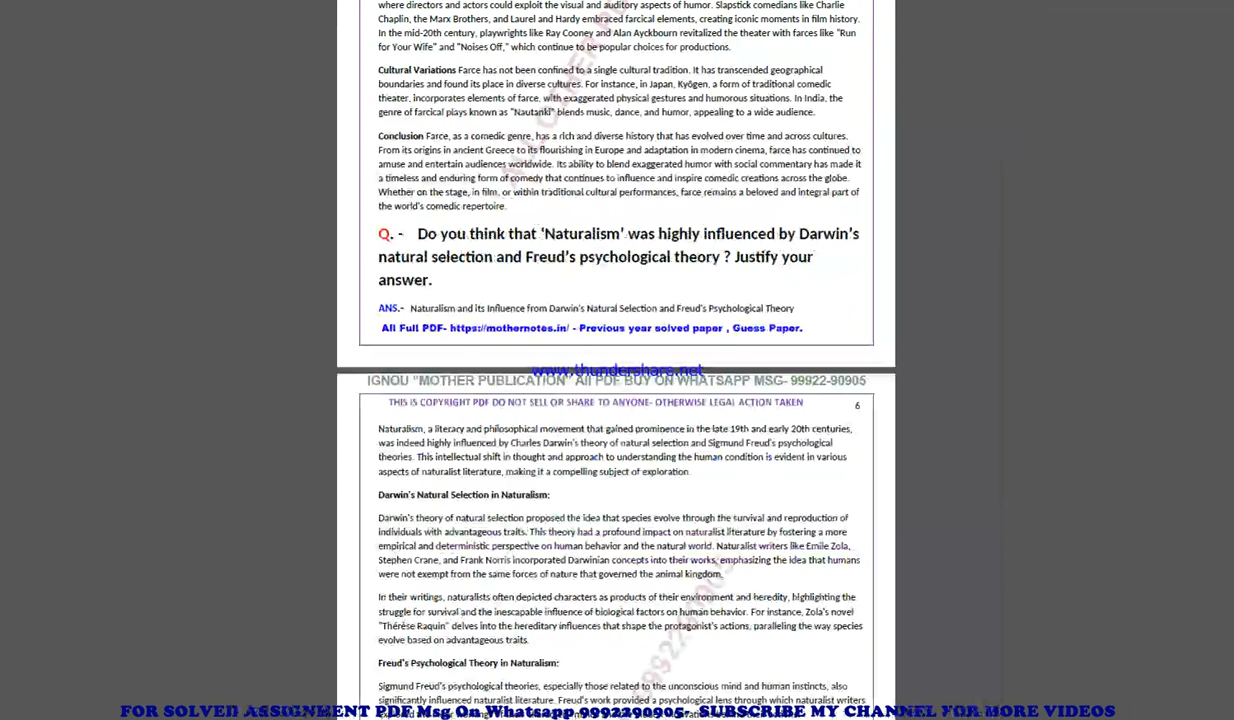 where directors and actors could exploit the visual and auditory aspects of humor. Slapstick comedians like Charlie
Chaplin, the Marx Brothers, and Laurel and Hardy embraced farcical elements, creating iconic moments in film history.
In the mid-20th century, playwrights like Ray Cooney and Alan Ayckbourn revitalized the theater with farces like "Run
for Your Wife" and "Noises Off," which continue to be popular choices for productions.
Cultural Variations Farce has not been confined to a single cultural tradition. It has transcended geographical
boundaries and found its place in diverse cultures. For instance, in Japan, Kyōgen, a form of traditional comedic
theater, incorporates elements of farce, with exaggerated physical gestures and humorous situations. In India, the
genre of farcical plays known as "Nautanki" blends music, dance, and humor, appealing to a wide audience.
Conclusion Farce, as a comedic genre, has a rich and diverse history that has evolved over time and across cultures.
From its origins in ancient Greece to its flourishing in Europe and adaptation in modern cinema, farce has continued to
amuse and entertain audiences worldwide. Its ability to blend exaggerated humor with social commentary has made it
a timeless and enduring form of comedy that continues to influence and inspire comedic creations across the globe.
Whether on the stage, in film, or within traditional cultural performances, farce remains a beloved and integral part of
the world's comedic repertoire.
Q. - Do you think that ‘Naturalism’ was highly influenced by Darwin’s
natural selection and Freud’s psychological theory ? Justify your
answer.
ANS.- Naturalism and its Influence from Darwin's Natural Selection and Freud's Psychological Theory
All Full PDF- https://mothernotes.in/ - Previous year solved paper , Guess Paper.
www.thundershare.net
IGNOU "MOTHER PUBLICATION" All PDF BUY ON WHATSAPP MSG- 99922-90905
THIS IS COPYRIGHT PDF DO NOT SELL OR SHARE TO ANYONE- OTHERWISE LEGAL ACTION TAKEN
6
Naturalism, a literary and philosophical movement that gained prominence in the late 19th and early 20th centuries,
was indeed highly influenced by Charles Darwin's theory of natural selection and Sigmund Freud's psychological
theories. This intellectual shift in thought and approach to understanding the human condition is evident in various
aspects of naturalist literature, making it a compelling subject of exploration.
Darwin's Natural Selection in Naturalism:
Darwin's theory of natural selection proposed the idea that species evolve through the survival and reproduction of
individuals with advantageous traits. This theory had a profound impact on naturalist literature by fostering a more
empirical and deterministic perspective on human behavior and the natural world. Naturalist writers like Emile Zola,
Stephen Crane, and Frank Norris incorporated Darwinian concepts into their works, emphasizing the idea that humans
were not exempt from the same forces of nature that governed the animal kingdom.
In their writings, naturalists often depicted characters as products of their environment and heredity, highlighting the
struggle for survival and the inescapable influence of biological factors on human behavior. For instance, Zola's novel
"Thérèse Raquin" delves into the hereditary influences that shape the protagonist's actions, paralleling the way species
evolve based on advantageous traits.
Freud's Psychological Theory in Naturalism:
Sigmund Freud's psychological theories, especially those related to the unconscious mind and human instincts, also
significantly influenced naturalist literature. Freud's work provided a psychological lens through which naturalist writers
FOR SOLVED ASSIGNMENT PDF Msg On Whatsapp 9992290905- SUBSCRIBE MY CHANNEL FOR MORE VIDEOS